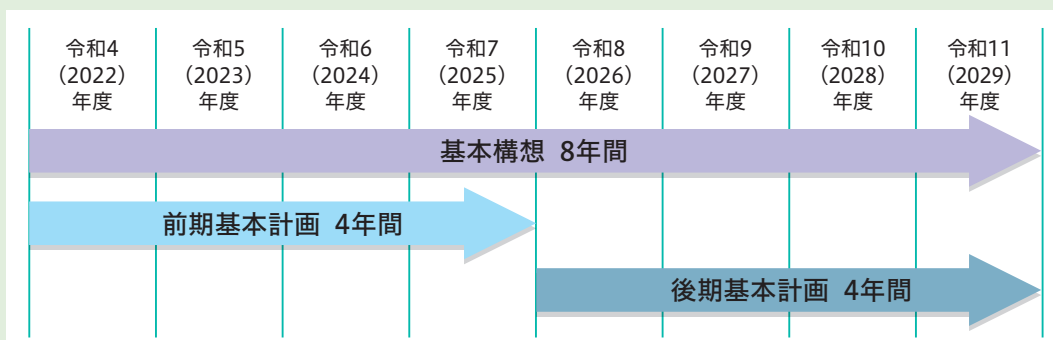 令和4
（2022）
年度
令和5
（2023）
年度
令和6
（2024）
年度
令和7
（2025）
年度
令和8
（2026）
年度
令和9
（2027）
年度
令和10
（2028）
年度
令和11
（2029）
年度
基本構想 8年間
前期基本計画 4年間
後期基本計画 4年間